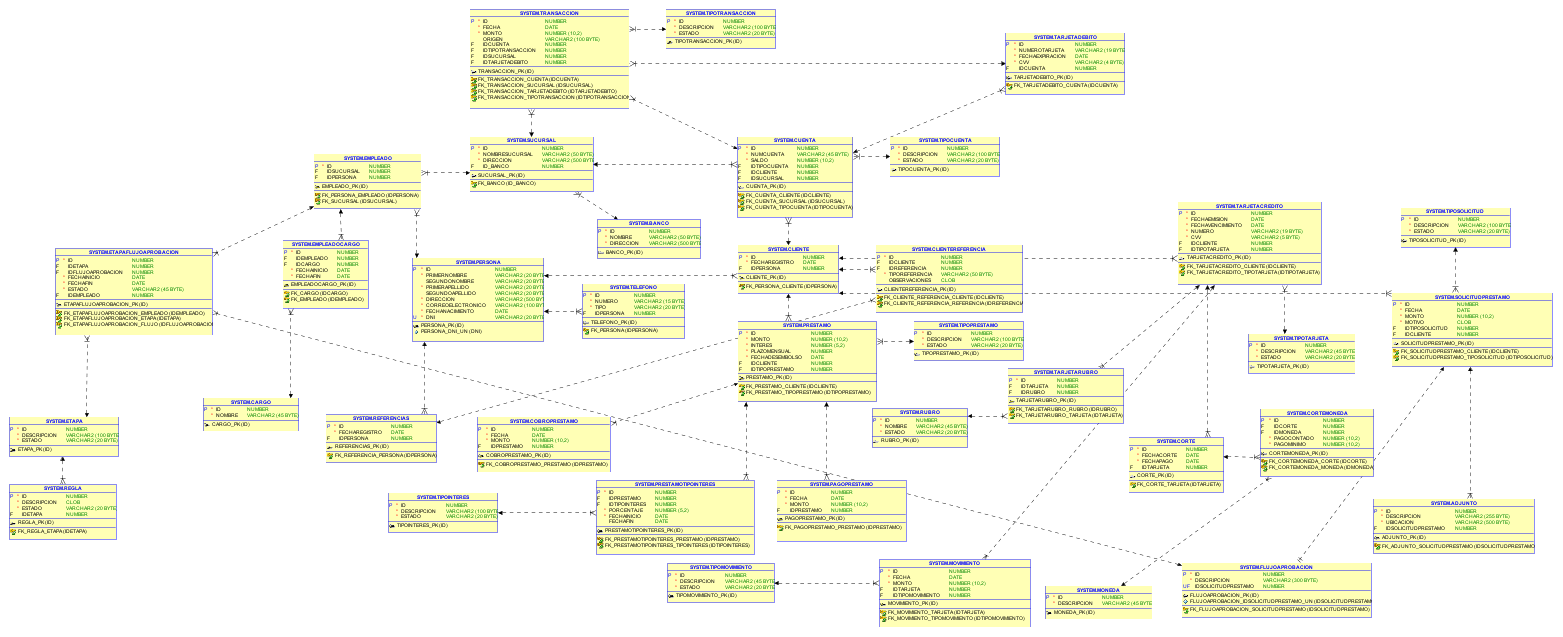 SYSTEM.TRANSACCION
P * ID NUMBER
* FECHA DATE
* MONTO NUMBER (10,2)
ORIGEN VARCHAR2 (100 BYTE)
F IDCUENTA NUMBER
F IDTIPOTRANSACCION NUMBER
F IDSUCURSAL NUMBER
F IDTARJETADEBITO NUMBER
TRANSACCION_PK (ID)
FK_TRANSACCION_CUENTA (IDCUENTA)
FK_TRANSACCION_SUCURSAL (IDSUCURSAL)
FK_TRANSACCION_TARJETADEBITO (IDTARJETADEBITO)
FK_TRANSACCION_TIPOTRANSACCION (IDTIPOTRANSACCION
SYSTEM.TIPOTRANSACCION
P * ID NUMBER
* DESCRIPCION VARCHAR2 (100 BYTE
* ESTADO VARCHAR2 (20 BYTE)
TIPOTRANSACCION_PK (ID)
SYSTEM.TARJETADEBITO
P * ID NUMBER
* NUMEROTARJETA VARCHAR2 (19 BYTE
* FECHAEXPIRACION DATE
* CVV VARCHAR2 (4 BYTE)
F IDCUENTA NUMBER
TARJETADEBITO_PK (ID)
FK_TARJETADEBITO_CUENTA (IDCUENTA)
SYSTEM.SUCURSAL
P * ID NUMBER
* NOMBRESUCURSAL VARCHAR2 (50 BYTE)
* DIRECCION VARCHAR2 (500 BYTE
F ID_BANCO NUMBER
SUCURSAL_PK (ID)
FK_BANCO (ID_BANCO)
SYSTEM.CUENTA
P * ID NUMBER
* NUMCUENTA VARCHAR2 (45 BYTE)
* SALDO NUMBER (10,2)
F IDTIPOCUENTA NUMBER
F IDCLIENTE NUMBER
F IDSUCURSAL NUMBER
CUENTA_PK (ID)
FK_CUENTA_CLIENTE (IDCLIENTE)
FK_CUENTA_SUCURSAL (IDSUCURSAL)
FK_CUENTA_TIPOCUENTA (IDTIPOCUENTA)
SYSTEM.TIPOCUENTA
P * ID NUMBER
* DESCRIPCION VARCHAR2 (100 BYTE
* ESTADO VARCHAR2 (20 BYTE)
TIPOCUENTA_PK (ID)
SYSTEM.EMPLEADO
P * ID NUMBER
F IDSUCURSAL NUMBER
F IDPERSONA NUMBER
EMPLEADO_PK (ID)
FK_PERSONA_EMPLEADO (IDPERSONA)
FK_SUCURSAL (IDSUCURSAL)
SYSTEM.BANCO
P * ID NUMBER
* NOMBRE VARCHAR2 (50 BYTE)
* DIRECCION VARCHAR2 (500 BYTE
BANCO_PK (ID)
SYSTEM.TARJETACREDITO
P * ID NUMBER
* FECHAEMISION DATE
* FECHAVENCIMIENTO DATE
* NUMERO VARCHAR2 (19 BYTE)
* CVV VARCHAR2 (5 BYTE)
F IDCLIENTE NUMBER
F IDTIPOTARJETA NUMBER
TARJETACREDITO_PK (ID)
FK_TARJETACREDITO_CLIENTE (IDCLIENTE)
FK_TARJETACREDITO_TIPOTARJETA (IDTIPOTARJETA)
SYSTEM.TIPOSOLICITUD
P * ID NUMBER
* DESCRIPCION VARCHAR2 (100 BYTE
* ESTADO VARCHAR2 (20 BYTE)
TIPOSOLICITUD_PK (ID)
SYSTEM.ETAPAFLUJOAPROBACION
P * ID NUMBER
F IDETAPA NUMBER
F IDFLUJOAPROBACION NUMBER
* FECHAINICIO DATE
* FECHAFIN DATE
* ESTADO VARCHAR2 (45 BYTE)
F IDEMPLEADO NUMBER
ETAPAFLUJOAPROBACION_PK (ID)
FK_ETAPAFLUJOAPROBACION_EMPLEADO (IDEMPLEADO)
FK_ETAPAFLUJOAPROBACION_ETAPA (IDETAPA)
FK_ETAPAFLUJOAPROBACION_FLUJO (IDFLUJOAPROBACION
SYSTEM.EMPLEADOCARGO
P * ID NUMBER
F IDEMPLEADO NUMBER
F IDCARGO NUMBER
* FECHAINICIO DATE
* FECHAFIN DATE
EMPLEADOCARGO_PK (ID)
FK_CARGO (IDCARGO)
FK_EMPLEADO (IDEMPLEADO)
SYSTEM.PERSONA
P * ID NUMBER
* PRIMERNOMBRE VARCHAR2 (20 BYTE
SEGUNDONOMBRE VARCHAR2 (20 BYTE
* PRIMERAPELLIDO VARCHAR2 (20 BYTE
SEGUNDOAPELLIDO VARCHAR2 (20 BYTE
* DIRECCION VARCHAR2 (500 BYTE
* CORREOELECTRONICO VARCHAR2 (100 BYTE
* FECHANACIMIENTO DATE
U * DNI VARCHAR2 (20 BYTE
PERSONA_PK (ID)
PERSONA_DNI_UN (DNI)
SYSTEM.TELEFONO
P * ID NUMBER
* NUMERO VARCHAR2 (15 BYTE
* TIPO VARCHAR2 (20 BYTE
F IDPERSONA NUMBER
TELEFONO_PK (ID)
FK_PERSONA (IDPERSONA)
SYSTEM.CLIENTE
P * ID NUMBER
* FECHAREGISTRO DATE
F IDPERSONA NUMBER
CLIENTE_PK (ID)
FK_PERSONA_CLIENTE (IDPERSONA)
SYSTEM.CLIENTEREFERENCIA
P * ID NUMBER
F IDCLIENTE NUMBER
F IDREFERENCIA NUMBER
* TIPOREFERENCIA VARCHAR2 (50 BYTE)
OBSERVACIONES CLOB
CLIENTEREFERENCIA_PK (ID)
FK_CLIENTE_REFERENCIA_CLIENTE (IDCLIENTE)
FK_CLIENTE_REFERENCIA_REFERENCIA (IDREFERENCIA
SYSTEM.SOLICITUDPRESTAMO
P * ID NUMBER
* FECHA DATE
* MONTO NUMBER (10,2)
* MOTIVO CLOB
F IDTIPOSOLICITUD NUMBER
F IDCLIENTE NUMBER
SOLICITUDPRESTAMO_PK (ID)
FK_SOLICITUDPRESTAMO_CLIENTE (IDCLIENTE)
FK_SOLICITUDPRESTAMO_TIPOSOLICITUD (IDTIPOSOLICITUD)
SYSTEM.PRESTAMO
P * ID NUMBER
* MONTO NUMBER (10,2)
* INTERES NUMBER (5,2)
* PLAZOMENSUAL NUMBER
* FECHADESEMBOLSO DATE
F IDCLIENTE NUMBER
F IDTIPOPRESTAMO NUMBER
PRESTAMO_PK (ID)
FK_PRESTAMO_CLIENTE (IDCLIENTE)
FK_PRESTAMO_TIPOPRESTAMO (IDTIPOPRESTAMO)
SYSTEM.TIPOPRESTAMO
P * ID NUMBER
* DESCRIPCION VARCHAR2 (100 BYTE
* ESTADO VARCHAR2 (20 BYTE)
TIPOPRESTAMO_PK (ID)
SYSTEM.TIPOTARJETA
P * ID NUMBER
* DESCRIPCION VARCHAR2 (45 BYTE
* ESTADO VARCHAR2 (20 BYTE
TIPOTARJETA_PK (ID)
SYSTEM.TARJETARUBRO
P * ID NUMBER
F IDTARJETA NUMBER
F IDRUBRO NUMBER
TARJETARUBRO_PK (ID)
FK_TARJETARUBRO_RUBRO (IDRUBRO)
FK_TARJETARUBRO_TARJETA (IDTARJETA)
SYSTEM.CARGO
P * ID NUMBER
* NOMBRE VARCHAR2 (45 BYTE)
CARGO_PK (ID)
SYSTEM.REFERENCIAS
P * ID NUMBER
* FECHAREGISTRO DATE
F IDPERSONA NUMBER
REFERENCIAS_PK (ID)
FK_REFERENCIA_PERSONA (IDPERSONA)
SYSTEM.COBROPRESTAMO
P * ID NUMBER
* FECHA DATE
* MONTO NUMBER (10,2)
F IDPRESTAMO NUMBER
COBROPRESTAMO_PK (ID)
FK_COBROPRESTAMO_PRESTAMO (IDPRESTAMO)
SYSTEM.RUBRO
P * ID NUMBER
* NOMBRE VARCHAR2 (45 BYTE)
* ESTADO VARCHAR2 (20 BYTE)
RUBRO_PK (ID)
SYSTEM.CORTEMONEDA
P * ID NUMBER
F IDCORTE NUMBER
F IDMONEDA NUMBER
* PAGOCONTADO NUMBER (10,2)
* PAGOMINIMO NUMBER (10,2)
CORTEMONEDA_PK (ID)
FK_CORTEMONEDA_CORTE (IDCORTE)
FK_CORTEMONEDA_MONEDA (IDMONEDA
SYSTEM.ETAPA
P * ID NUMBER
* DESCRIPCION VARCHAR2 (100 BYTE
* ESTADO VARCHAR2 (20 BYTE)
ETAPA_PK (ID)
SYSTEM.CORTE
P * ID NUMBER
* FECHACORTE DATE
* FECHAPAGO DATE
F IDTARJETA NUMBER
CORTE_PK (ID)
FK_CORTE_TARJETA (IDTARJETA)
SYSTEM.REGLA
P * ID NUMBER
* DESCRIPCION CLOB
* ESTADO VARCHAR2 (20 BYTE
F IDETAPA NUMBER
REGLA_PK (ID)
FK_REGLA_ETAPA (IDETAPA)
SYSTEM.TIPOINTERES
P * ID NUMBER
* DESCRIPCION VARCHAR2 (100 BYTE
* ESTADO VARCHAR2 (20 BYTE)
TIPOINTERES_PK (ID)
SYSTEM.PRESTAMOTIPOINTERES
P * ID NUMBER
F IDPRESTAMO NUMBER
F IDTIPOINTERES NUMBER
* PORCENTAJE NUMBER (5,2)
* FECHAINICIO DATE
FECHAFIN DATE
PRESTAMOTIPOINTERES_PK (ID)
FK_PRESTAMOTIPOINTERES_PRESTAMO (IDPRESTAMO)
FK_PRESTAMOTIPOINTERES_TIPOINTERES (IDTIPOINTERES)
SYSTEM.PAGOPRESTAMO
P * ID NUMBER
* FECHA DATE
* MONTO NUMBER (10,2)
F IDPRESTAMO NUMBER
PAGOPRESTAMO_PK (ID)
FK_PAGOPRESTAMO_PRESTAMO (IDPRESTAMO)
SYSTEM.ADJUNTO
P * ID NUMBER
* DESCRIPCION VARCHAR2 (255 BYTE)
* UBICACION VARCHAR2 (500 BYTE)
F IDSOLICITUDPRESTAMO NUMBER
ADJUNTO_PK (ID)
FK_ADJUNTO_SOLICITUDPRESTAMO (IDSOLICITUDPRESTAMO
SYSTEM.TIPOMOVIMIENTO
P * ID NUMBER
* DESCRIPCION VARCHAR2 (45 BYTE
* ESTADO VARCHAR2 (20 BYTE
TIPOMOVIMIENTO_PK (ID)
SYSTEM.MOVIMIENTO
P * ID NUMBER
* FECHA DATE
* MONTO NUMBER (10,2)
F IDTARJETA NUMBER
F IDTIPOMOVIMIENTO NUMBER
MOVIMIENTO_PK (ID)
FK_MOVIMIENTO_TARJETA (IDTARJETA)
FK_MOVIMIENTO_TIPOMOVIMIENTO (IDTIPOMOVIMIENTO)
SYSTEM.MONEDA
P * ID NUMBER
* DESCRIPCION VARCHAR2 (45 BYTE
MONEDA_PK (ID)
SYSTEM.FLUJOAPROBACION
P * ID NUMBER
* DESCRIPCION VARCHAR2 (300 BYTE)
UF IDSOLICITUDPRESTAMO NUMBER
FLUJOAPROBACION_PK (ID)
FLUJOAPROBACION_IDSOLICITUDPRESTAMO_UN (IDSOLICITUDPRESTAM
FK_FLUJOAPROBACION_SOLICITUDPRESTAMO (IDSOLICITUDPRESTAMO)